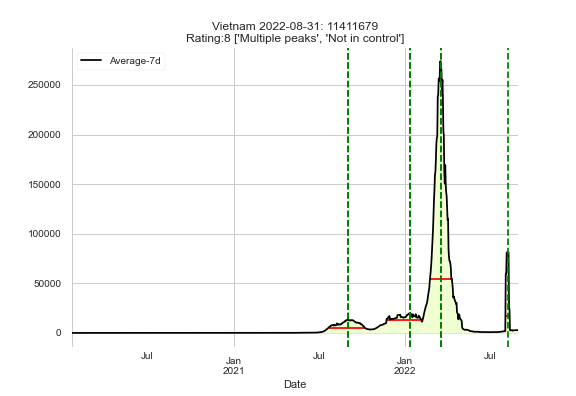 Vietnam 2022-08-31: 11411679
Rating:8 ['Multiple peaks', 'Not in control']
Average-7d
250000
200000
150000
100000
50000
0
Jul
Jan
2021
Jul
Jan
2022
Jul
Date